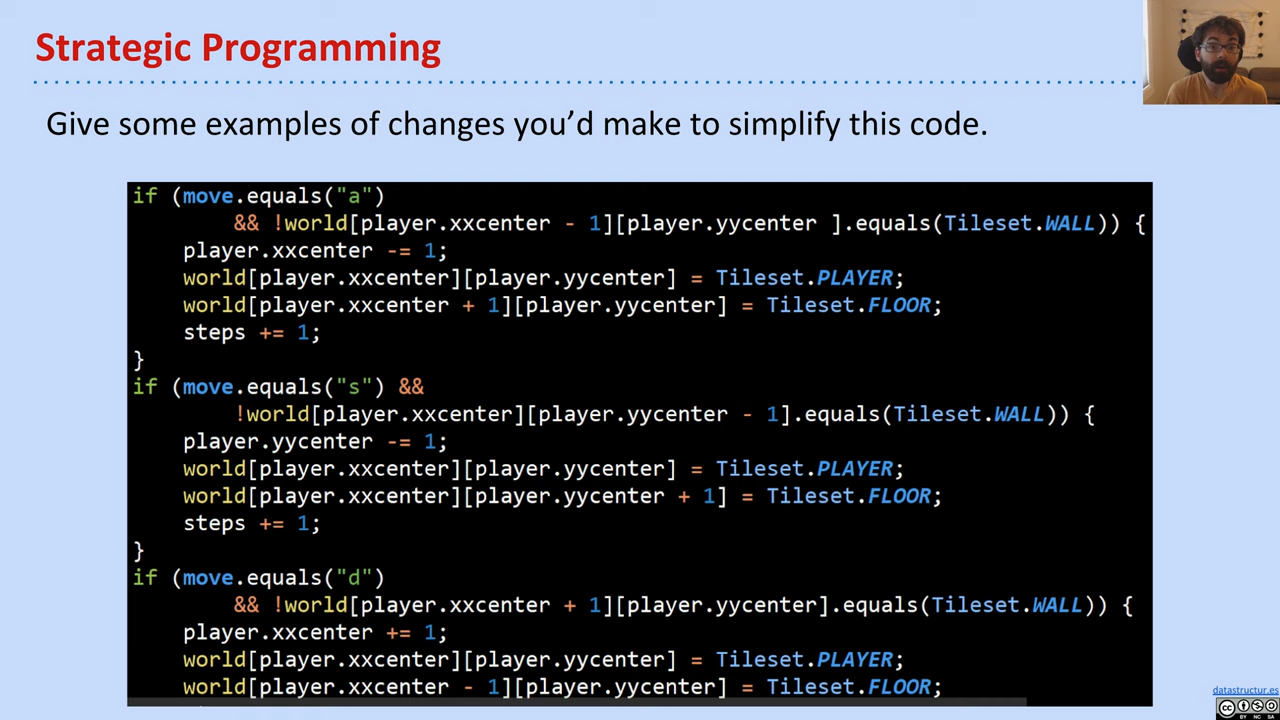 Strategic Programming
Give some examples of changes you’d make to simplify this code.
if (move.equals("a")
&& !world[player.xxcenter - 1][player.yycenter ].equals(Tileset.WALL)) {
player.xxcenter -= 1;
world[player.xxcenter][player.yycenter] = Tileset.PLAYER;
world[player.xxcenter + 1][player.yycenter] = Tileset.FLOOR;
steps += 1;
}
if (move.equals("s") &&
!world[player.xxcenter][player.yycenter - 1].equals(Tileset.WALL)) {
player.yycenter -= 1;
world[player.xxcenter][player.yycenter] = Tileset.PLAYER;
world[player.xxcenter][player.yycenter + 1] = Tileset.FLOOR;
steps += 1;
}
if (move.equals("d")
&& !world[player.xxcenter + 1][player.yycenter].equals(Tileset.WALL)) {
player.xxcenter += 1;
world[player.xxcenter][player.yycenter] = Tileset.PLAYER;
world[player.xxcenter - 1][player.yycenter] = Tileset.FLOOR;
datastructur.es
BY NC SA